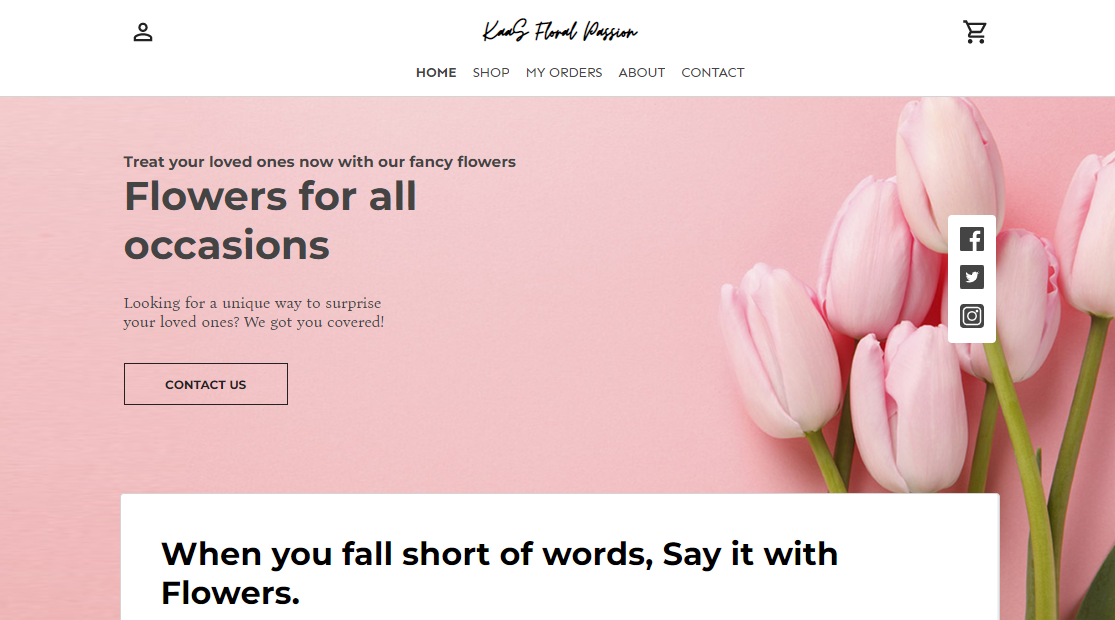 KaaS Floral Passion
HOME SHOP MY ORDERS ABOUT CONTACT
Treat your loved ones now with our fancy flowers
Flowers for all
occasions
Looking for a unique way to surprise
your loved ones? We got you covered!
CONTACT US
When you fall short of words, Say it with
Flowers.